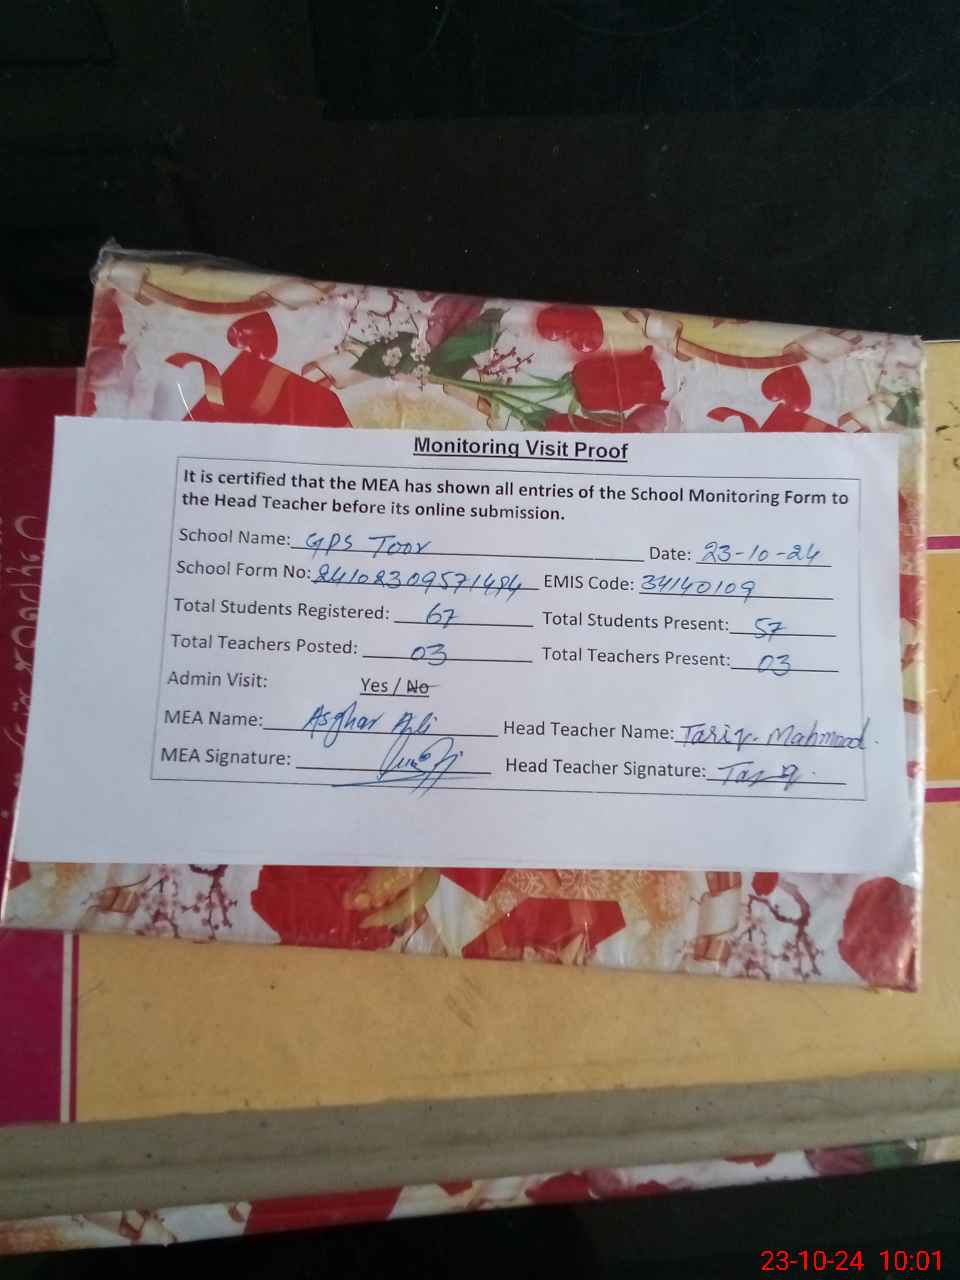 Monitoring Visit Proof
It is certified that the MEA has shown all entries of the School Monitoring Form to
the Head Teacher before its online submission.
School Name: GPS Toor Date: 23-10-24
School Form No: EMIS Code: 34140109
Total Students Registered: 67 Total Students Present: 57
Total Teachers Posted: 03 Total Teachers Present: 03
Admin Visit: Yes / No
MEA Name: Asghar Ali Head Teacher Name: Tariq Mahmood.
MEA Signature: Head Teacher Signature: Tariq.
23-10-24 10:01